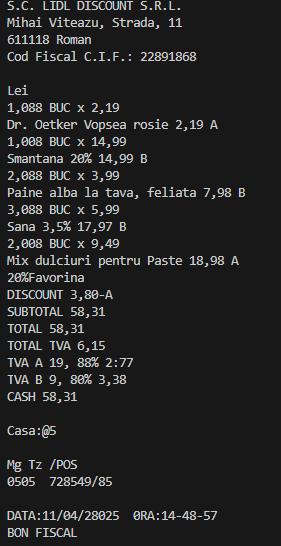 S.C. LIDL DISCOUNT S.R.L.
Mihai Viteazu, Strada, 11
611118 Roman
Cod Fiscal C.I.F.: 22891868

Lei
1,088 BUC x 2,19
Dr. Oetker Vopsea rosie 2,19 A
1,008 BUC x 14,99
Smantana 20% 14,99 B
2,088 BUC x 3,99
Paine alba la tava, feliata 7,98 B
3,088 BUC x 5,99
Sana 3,5% 17,97 B
2,008 BUC x 9,49
Mix dulciuri pentru Paste 18,98 A
20%Favorina
DISCOUNT 3,80-A
SUBTOTAL 58,31
TOTAL 58,31
TOTAL TVA 6,15
TVA A 19, 88% 2:77
TVA B 9, 80% 3,38
CASH 58,31

Casa:@5

Mg Tz /POS
0505  728549/85

DATA:11/04/28025  0RA:14-48-57
BON FISCAL